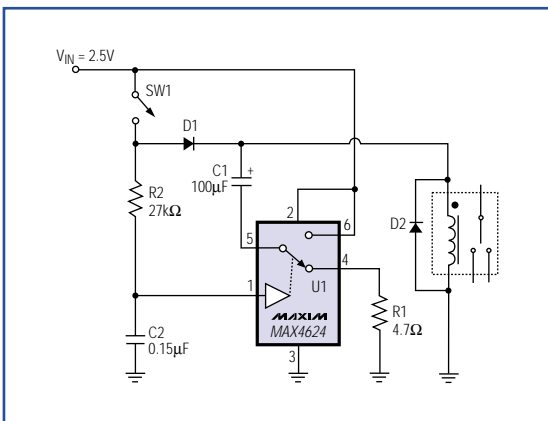 V_IN = 2.5V
SW1
D1
C1
100µF
+
R2
27kΩ
2
6
5
4
D2
1
U1
MAXIM
MAX4624
R1
4.7Ω
C2
0.15µF
3